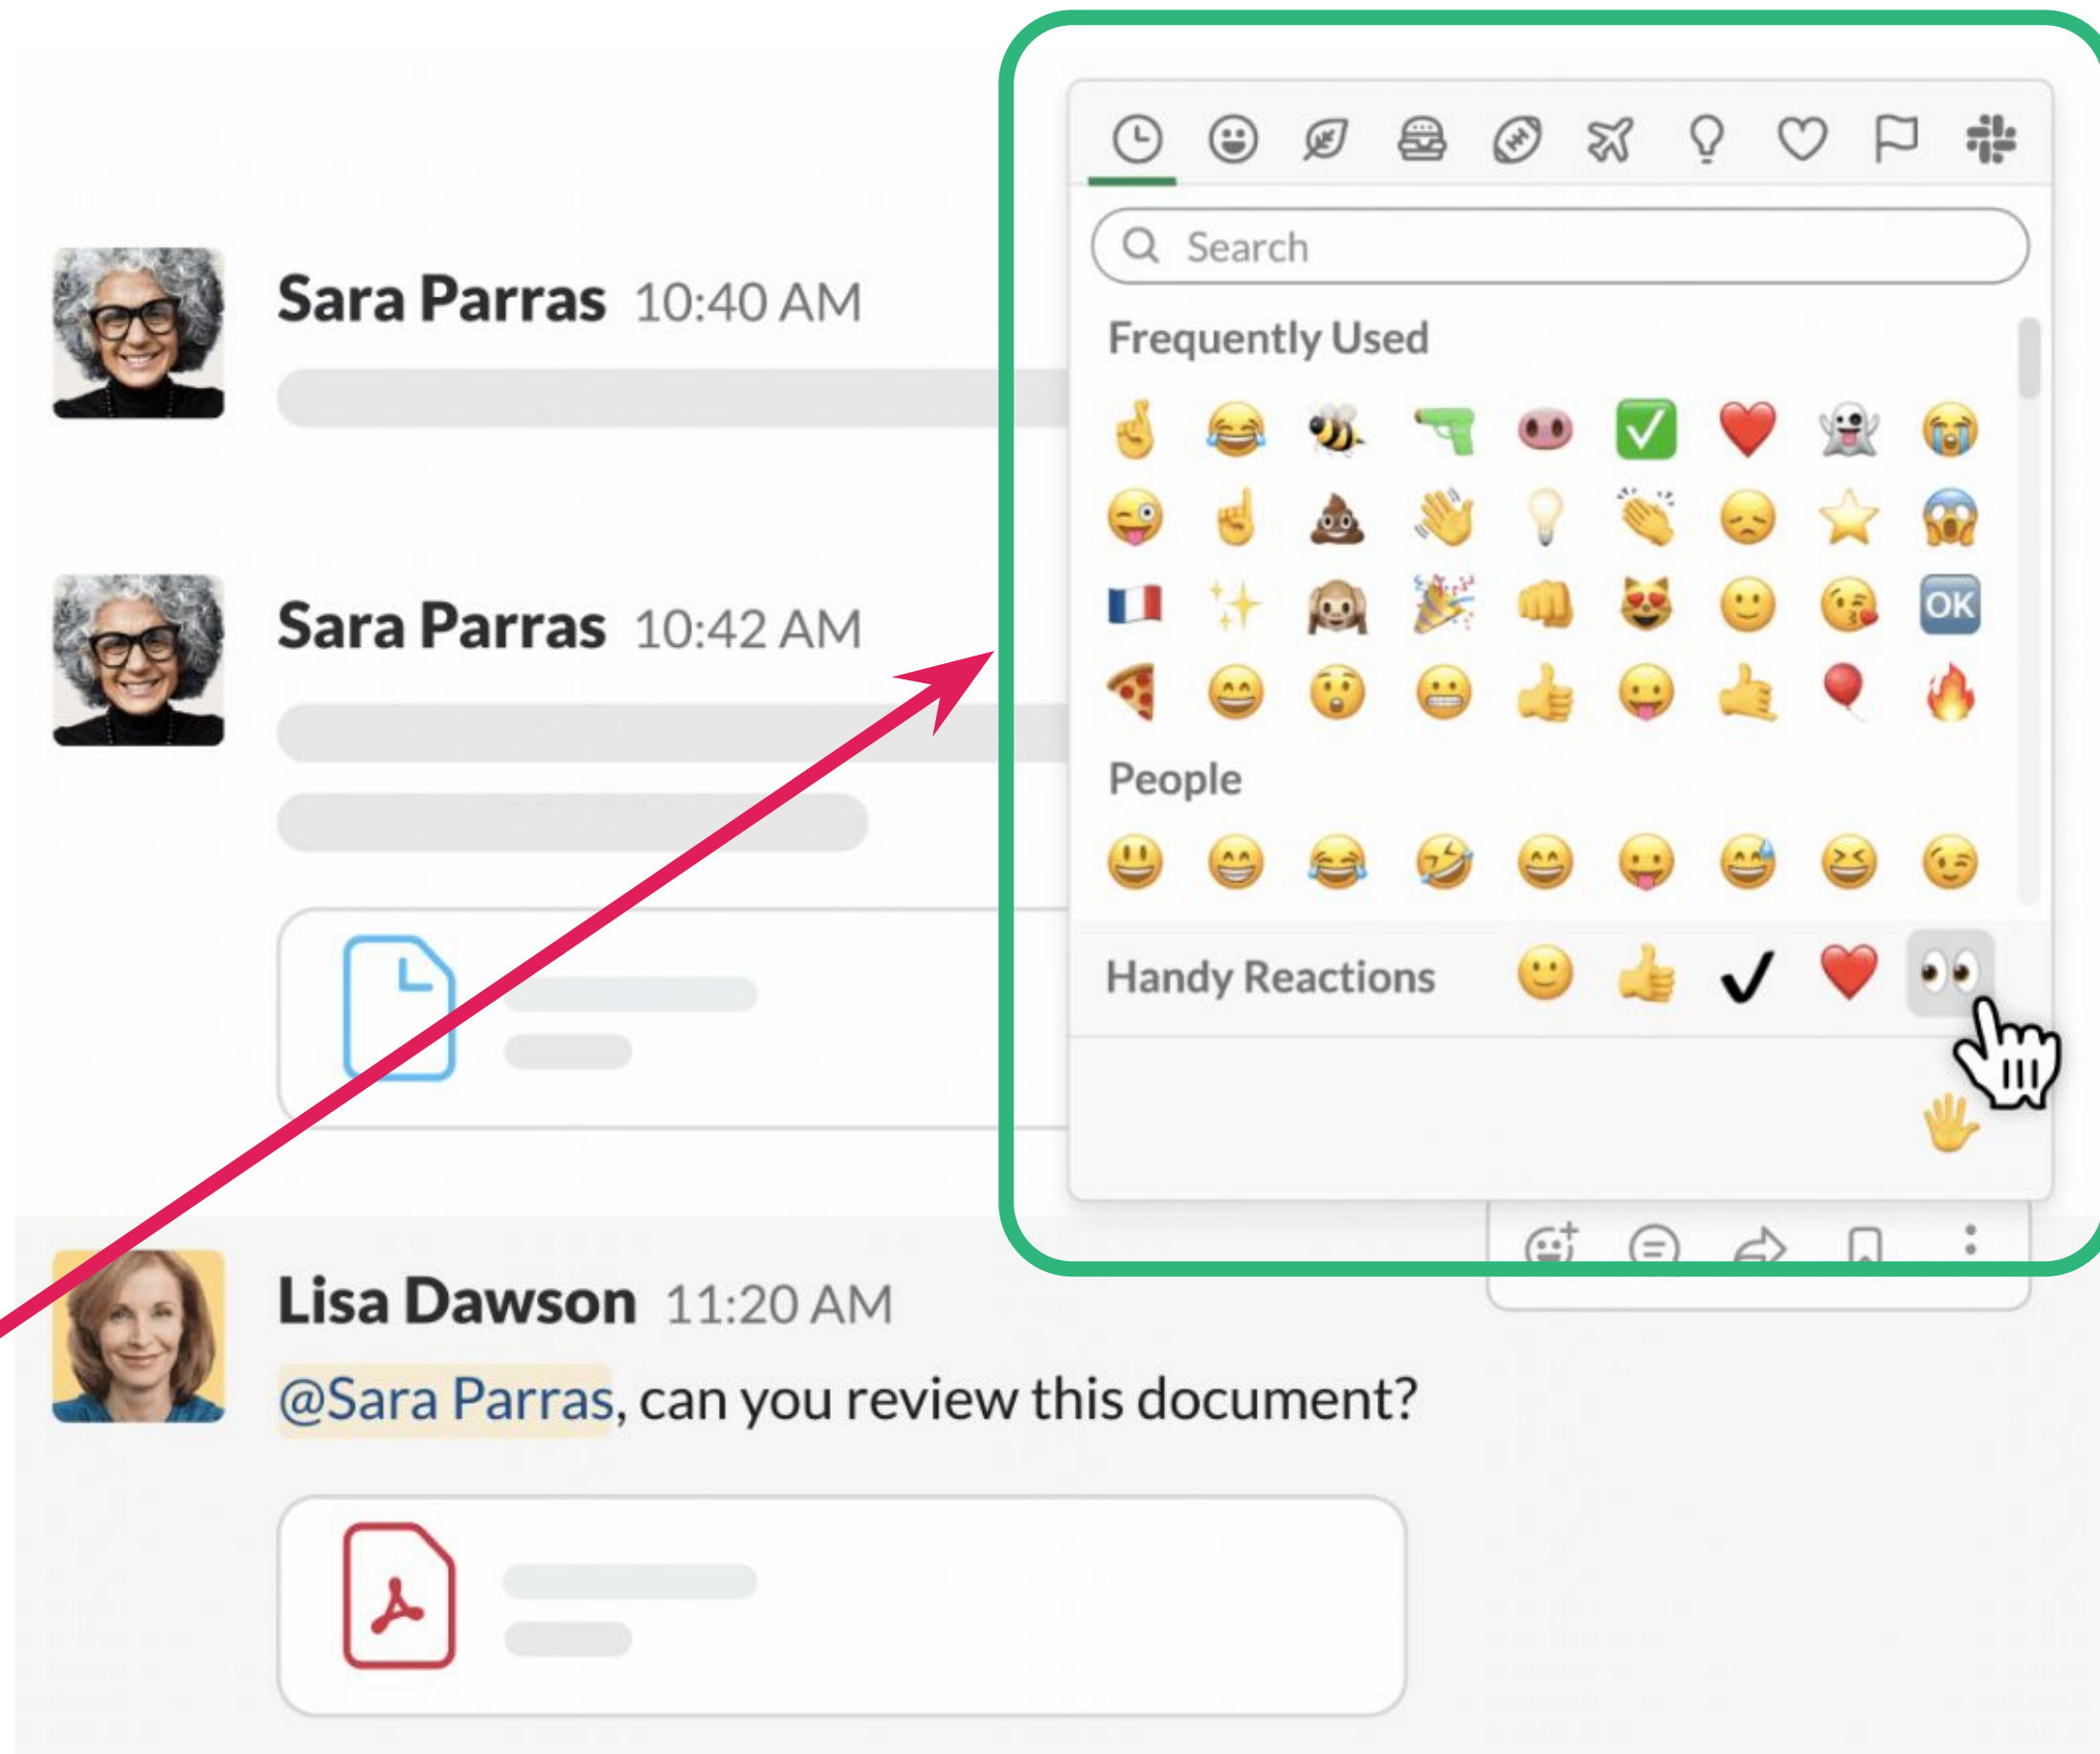 Search
Frequently Used
Sara Parras 10:40 AM
OK
Sara Parras 10:42 AM
People
Handy Reactions
Lisa Dawson 11:20 AM
@Sara Parras, can you review this document?